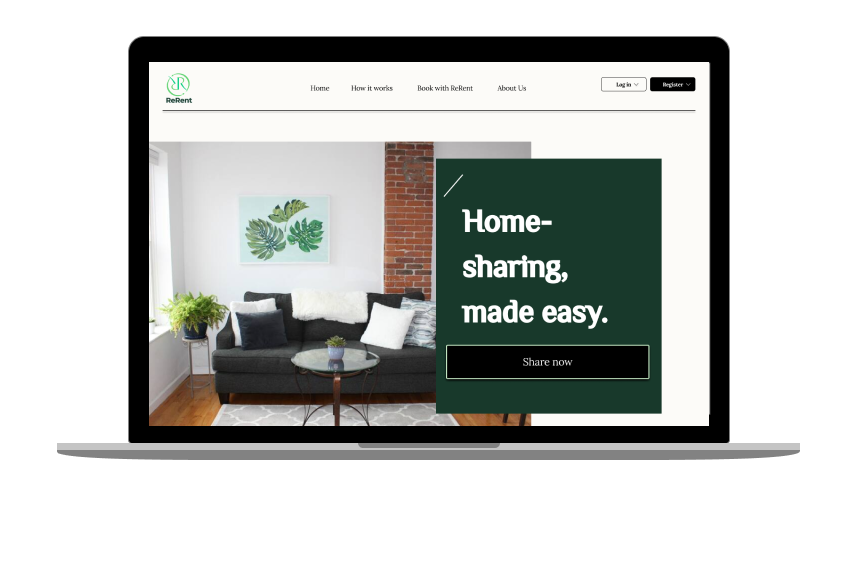 RR
ReRent
Home
How it works
Book with ReRent
About Us
Log in
Register
Home-
sharing,
made easy.
Share now